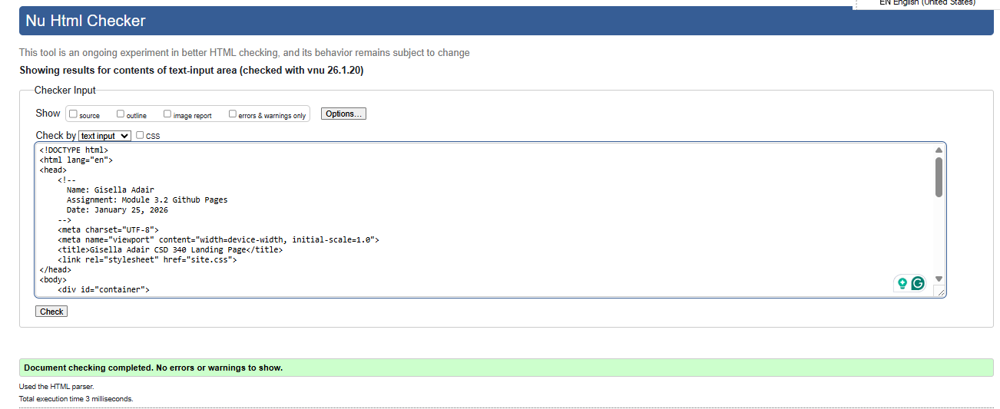 EN English (United States)
Nu Html Checker
This tool is an ongoing experiment in better HTML checking, and its behavior remains subject to change
Showing results for contents of text-input area (checked with vnu 26.1.20)
Checker Input
Show source outline image report errors & warnings only Options...
Check by text input CSS
<!DOCTYPE html>
<html lang="en">
<head>
    <!--
      Name: Gisella Adair
      Assignment: Module 3.2 Github Pages
      Date: January 25, 2026
    -->
    <meta charset="UTF-8">
    <meta name="viewport" content="width=device-width, initial-scale=1.0">
    <title>Gisella Adair CSD 340 Landing Page</title>
    <link rel="stylesheet" href="site.css">
</head>
<body>
    <div id="container">
Check
Document checking completed. No errors or warnings to show.
Used the HTML parser.
Total execution time 3 milliseconds.